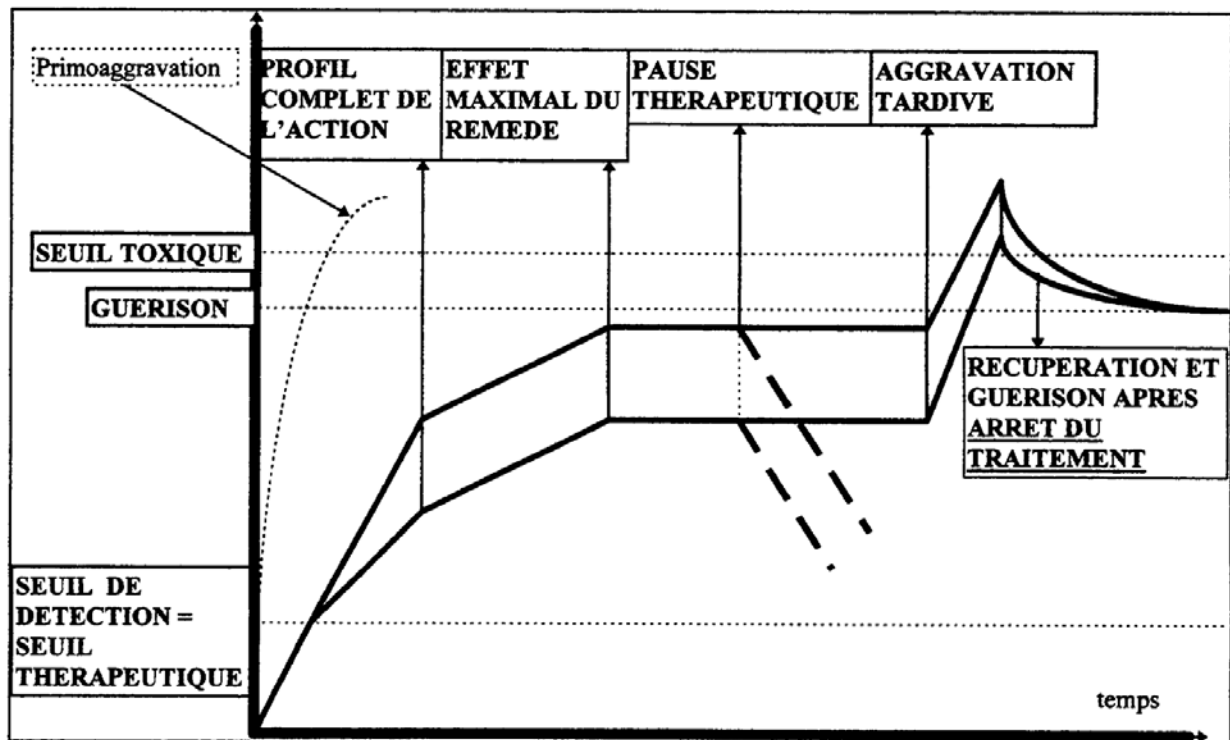 Primoaggravation
PROFIL
COMPLET DE
L'ACTION
EFFET
MAXIMAL DU
REMEDE
PAUSE
THERAPEUTIQUE
AGGRAVATION
TARDIVE
SEUIL TOXIQUE
GUERISON
RECUPERATION ET
GUERISON APRES
ARRET DU
TRAITEMENT
SEUIL DE
DETECTION =
SEUIL
THERAPEUTIQUE
temps